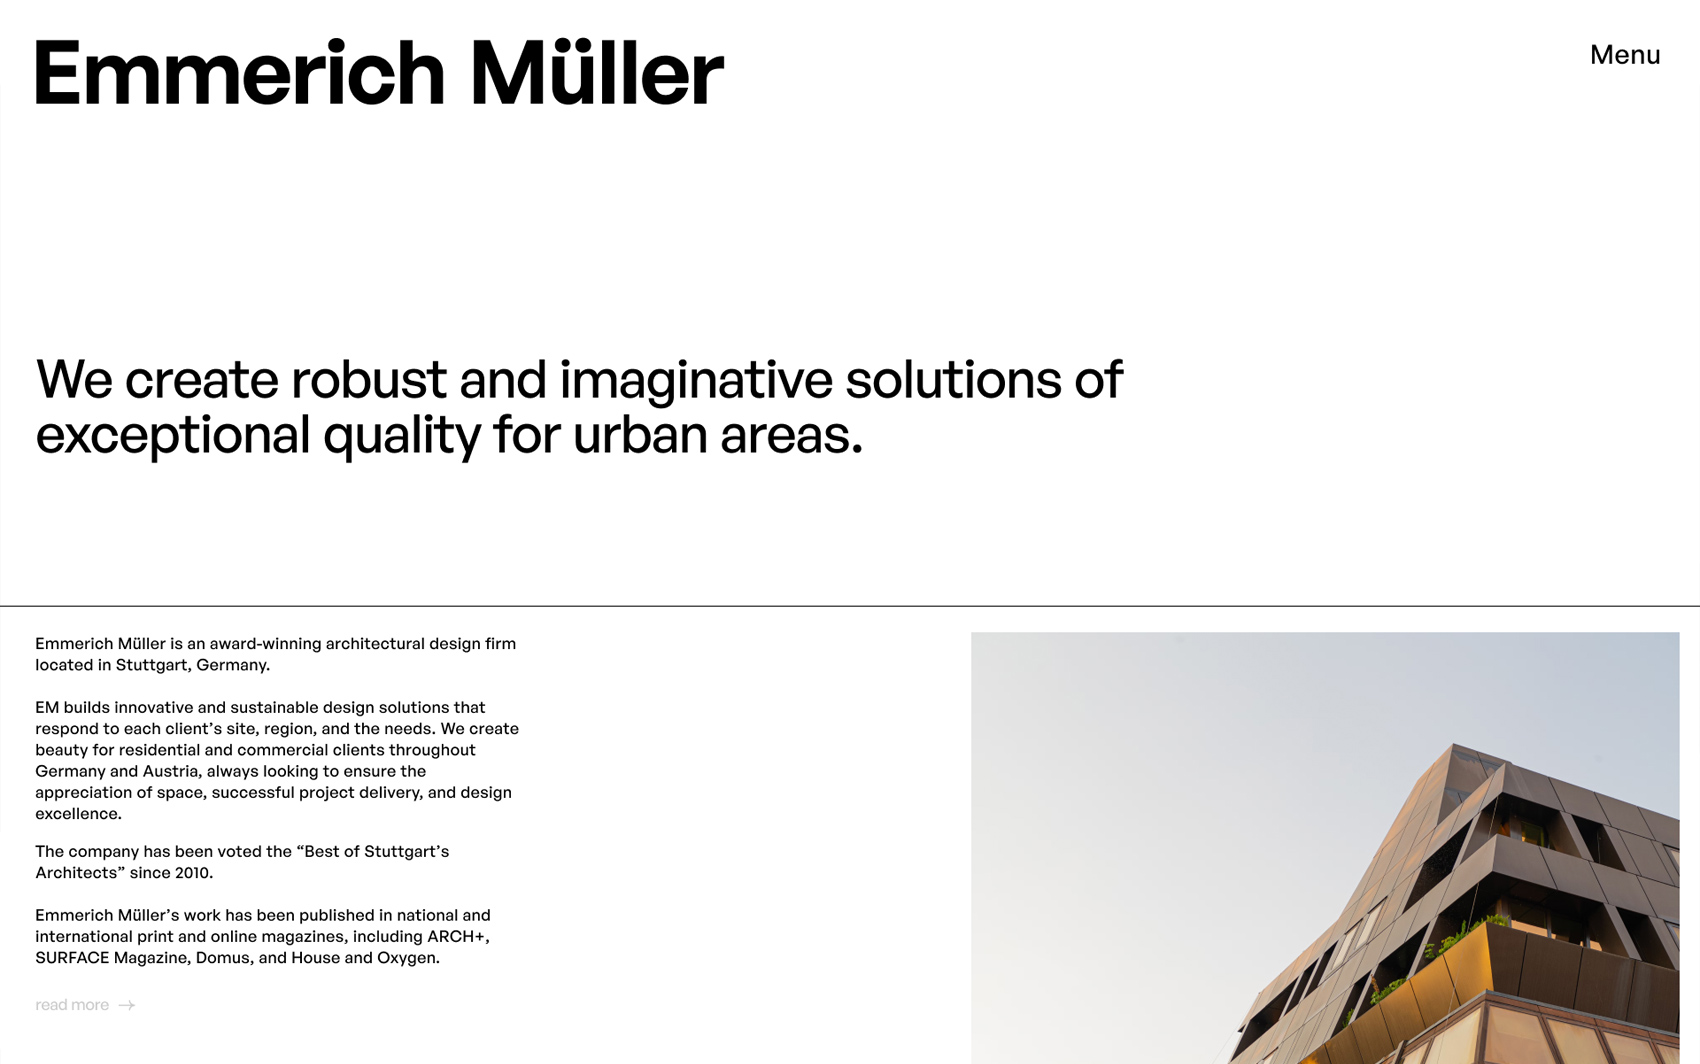 Emmerich Müller
Menu
We create robust and imaginative solutions of
exceptional quality for urban areas.
Emmerich Müller is an award-winning architectural design firm
located in Stuttgart, Germany.
EM builds innovative and sustainable design solutions that
respond to each client’s site, region, and the needs. We create
beauty for residential and commercial clients throughout
Germany and Austria, always looking to ensure the
appreciation of space, successful project delivery, and design
excellence.
The company has been voted the “Best of Stuttgart’s
Architects” since 2010.
Emmerich Müller’s work has been published in national and
international print and online magazines, including ARCH+,
SURFACE Magazine, Domus, and House and Oxygen.
read more →